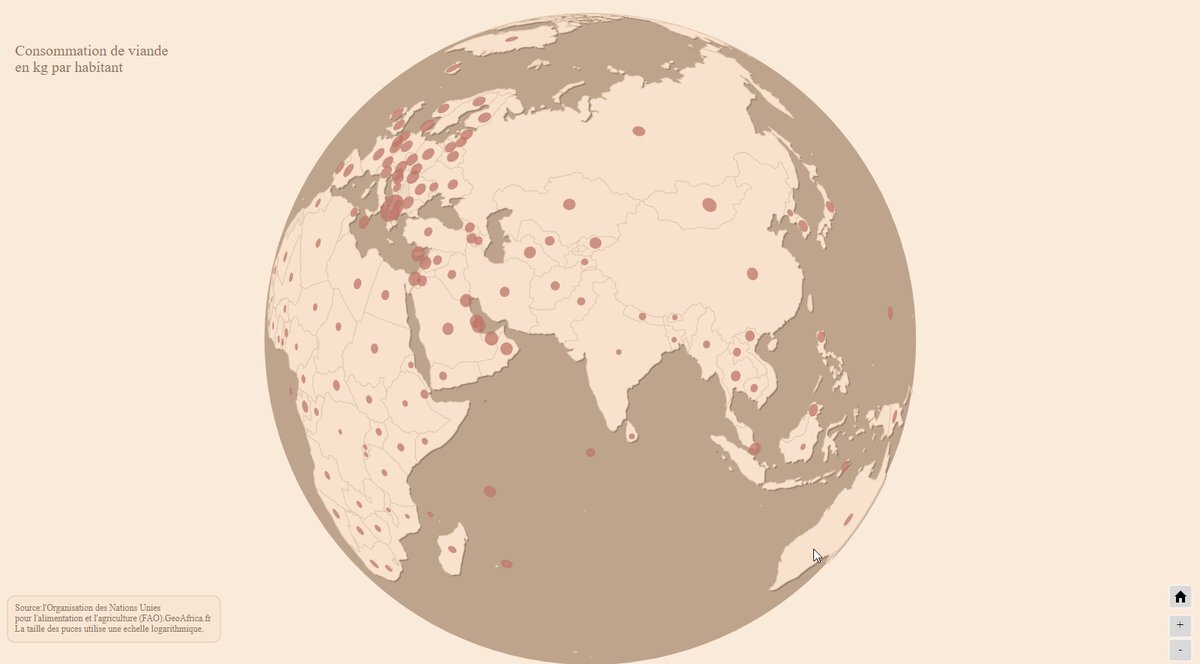 Consommation de viande
en kg par habitant
Source:l'Organisation des Nations Unies
pour l'alimentation et l'agriculture (FAO).GeoAfrica.fr
La taille des puces utilise une echelle logarithmique.
+
-